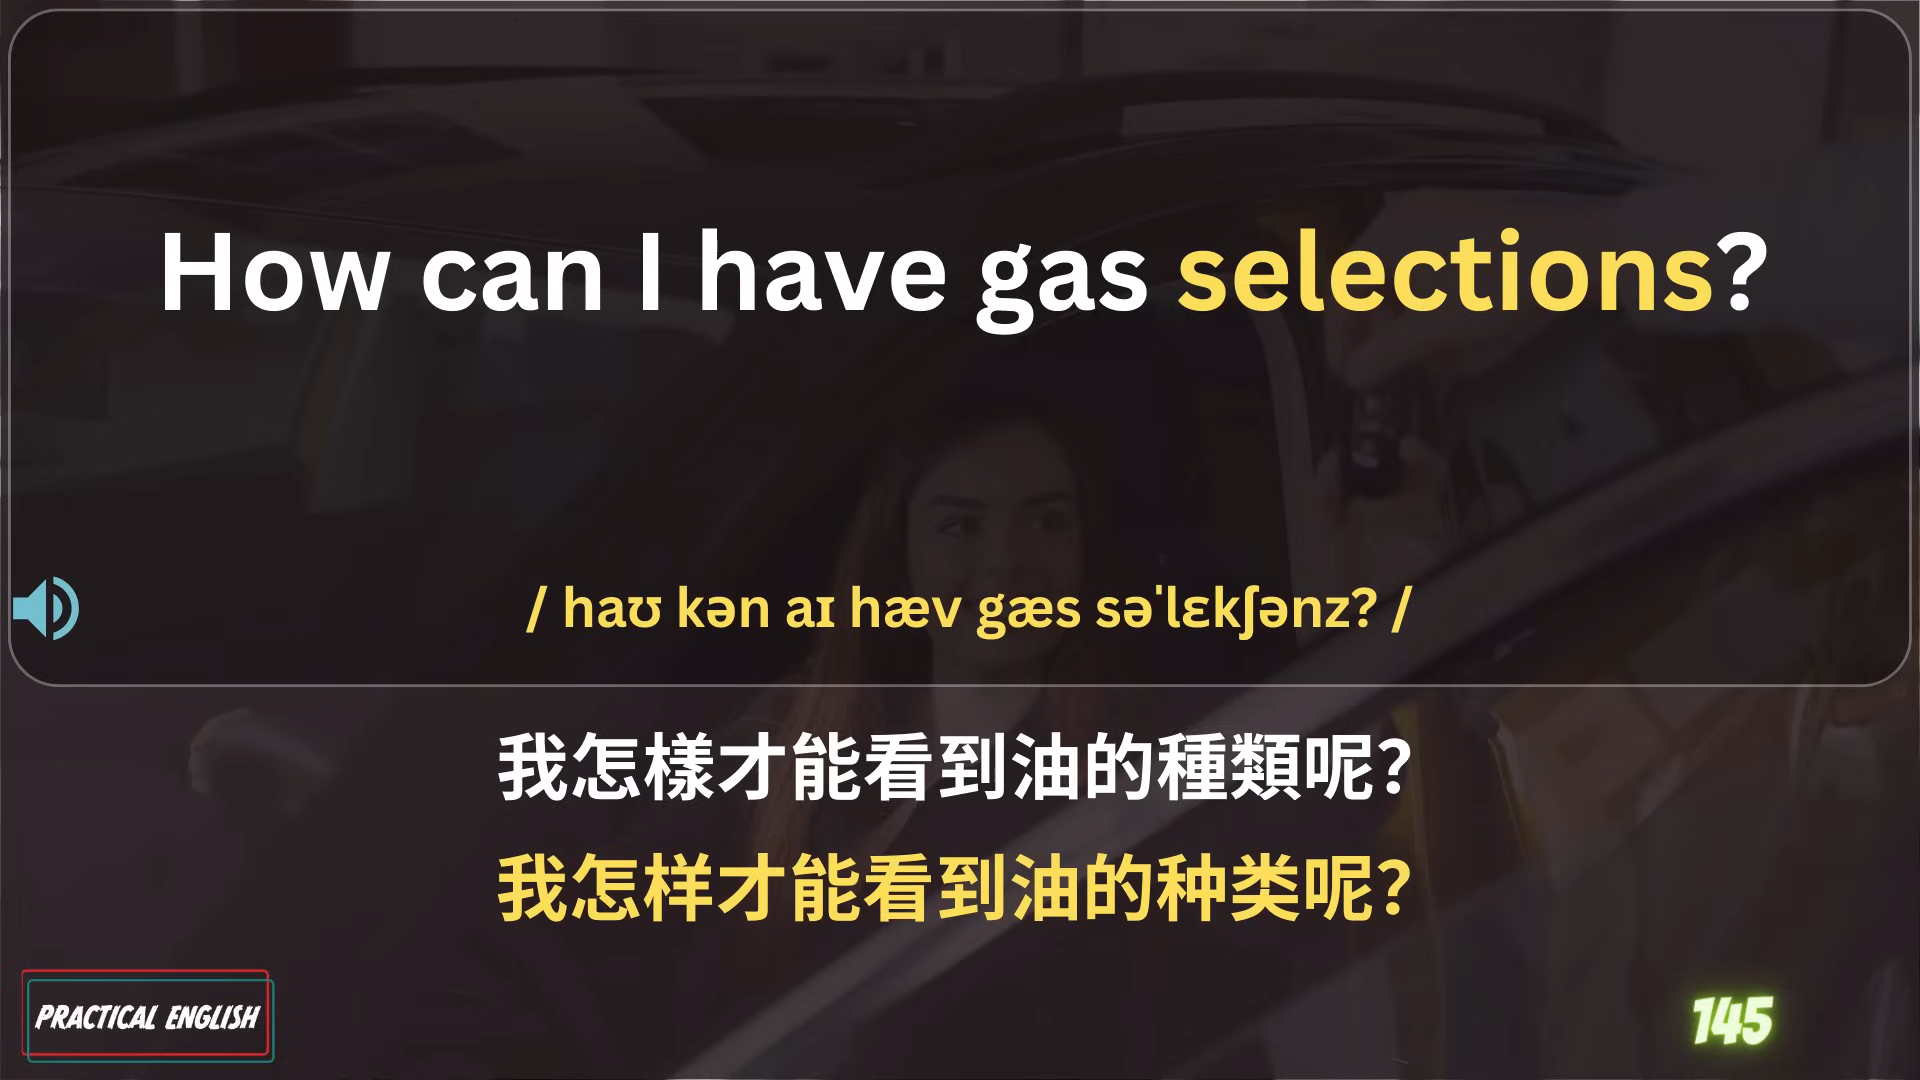 How can I have gas selections?
/ haʊ kən aɪ hæv gæs səˈlɛkʃənz? /
我怎樣才能看到油的種類呢？
我怎样才能看到油的种类呢？
PRACTICAL ENGLISH
145